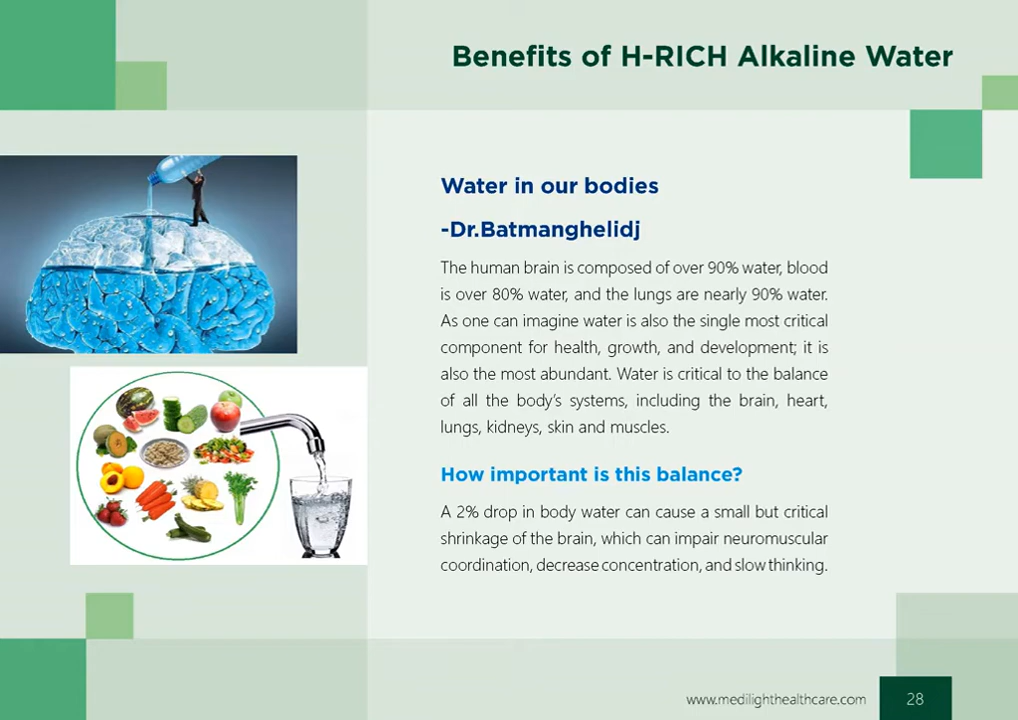 Benefits of H-RICH Alkaline Water
Water in our bodies
-Dr.Batmanghelidj
The human brain is composed of over 90% water, blood
is over 80% water, and the lungs are nearly 90% water.
As one can imagine water is also the single most critical
component for health, growth, and development; it is
also the most abundant. Water is critical to the balance
of all the body's systems, including the brain, heart,
lungs, kidneys, skin and muscles.
How important is this balance?
A 2% drop in body water can cause a small but critical
shrinkage of the brain, which can impair neuromuscular
coordination, decrease concentration, and slow thinking.
www.medilighthealthcare.com
28